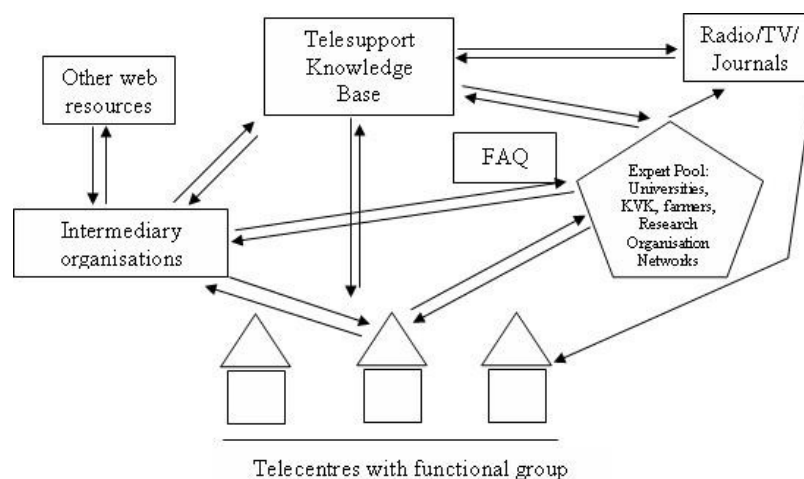 Telesupport
Knowledge
Base
Radio/TV/
Journals
Other web
resources
FAQ
Expert Pool:
Universities,
KVK, farmers,
Research
Organisation
Networks
Intermediary
organisations
Telecentres with functional group